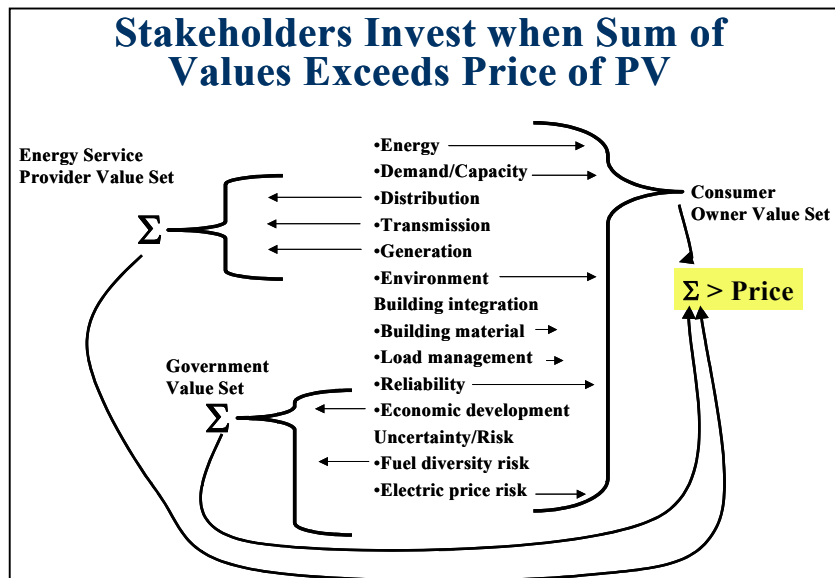 Stakeholders Invest when Sum of
Values Exceeds Price of PV
Energy Service
Provider Value Set
Σ
•Energy
•Demand/Capacity
•Distribution
•Transmission
•Generation
•Environment
Building integration
•Building material
•Load management
•Reliability
•Economic development
Uncertainty/Risk
•Fuel diversity risk
•Electric price risk
Consumer
Owner Value Set
Σ > Price
Government
Value Set
Σ